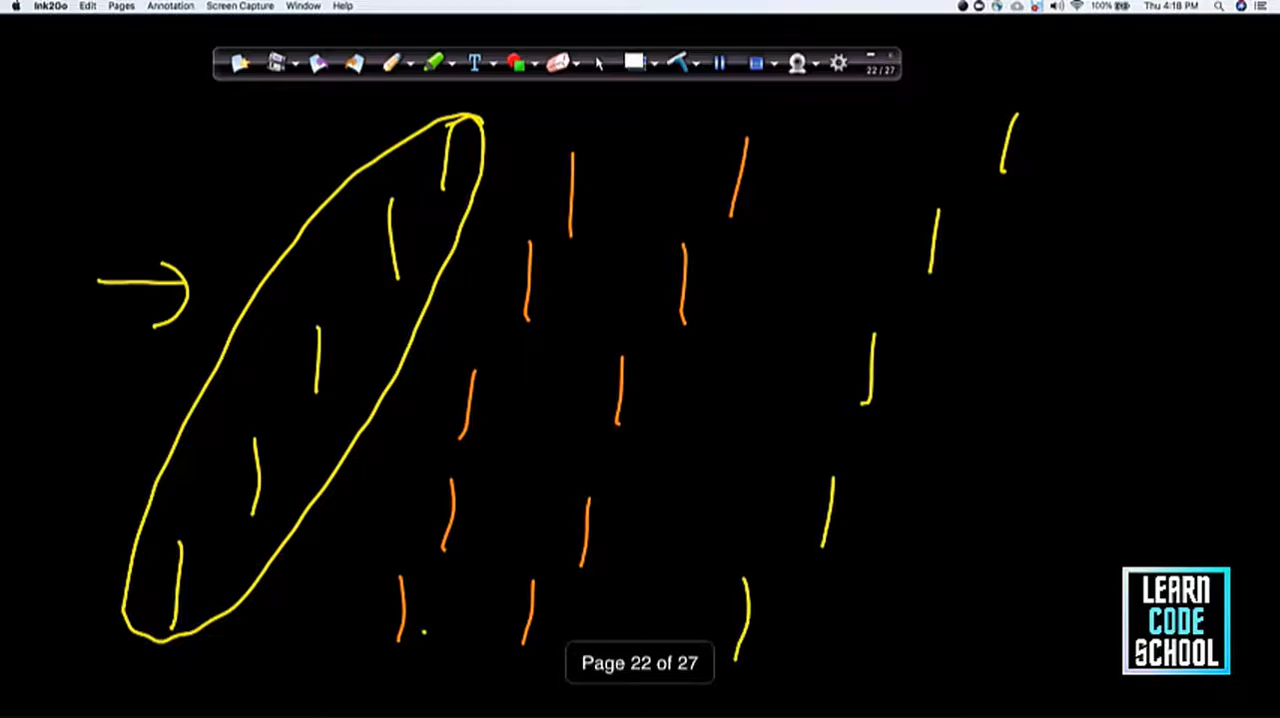 Ink2Go Edit Pages Annotation Screen Capture Window Help 100% Thu 4:18 PM
T
22 / 27
LEARN
CODE
SCHOOL
Page 22 of 27